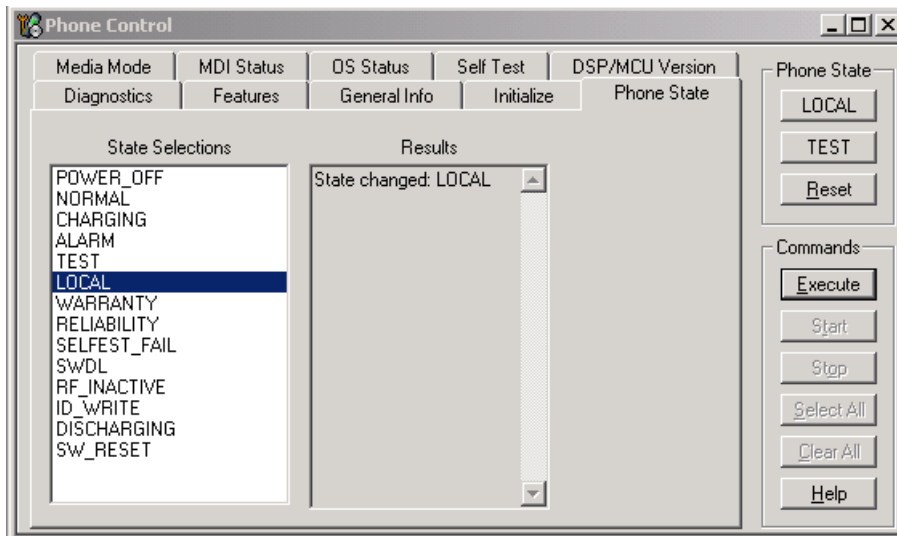 Phone Control
Media Mode MDI Status OS Status Self Test DSP/MCU Version
Diagnostics Features General Info Initialize Phone State
State Selections
POWER_OFF
NORMAL
CHARGING
ALARM
TEST
LOCAL
WARRANTY
RELIABILITY
SELFEST_FAIL
SWDL
RF_INACTIVE
ID_WRITE
DISCHARGING
SW_RESET
Results
State changed: LOCAL
Phone State
LOCAL
TEST
Reset
Commands
Execute
Start
Stop
Select All
Clear All
Help